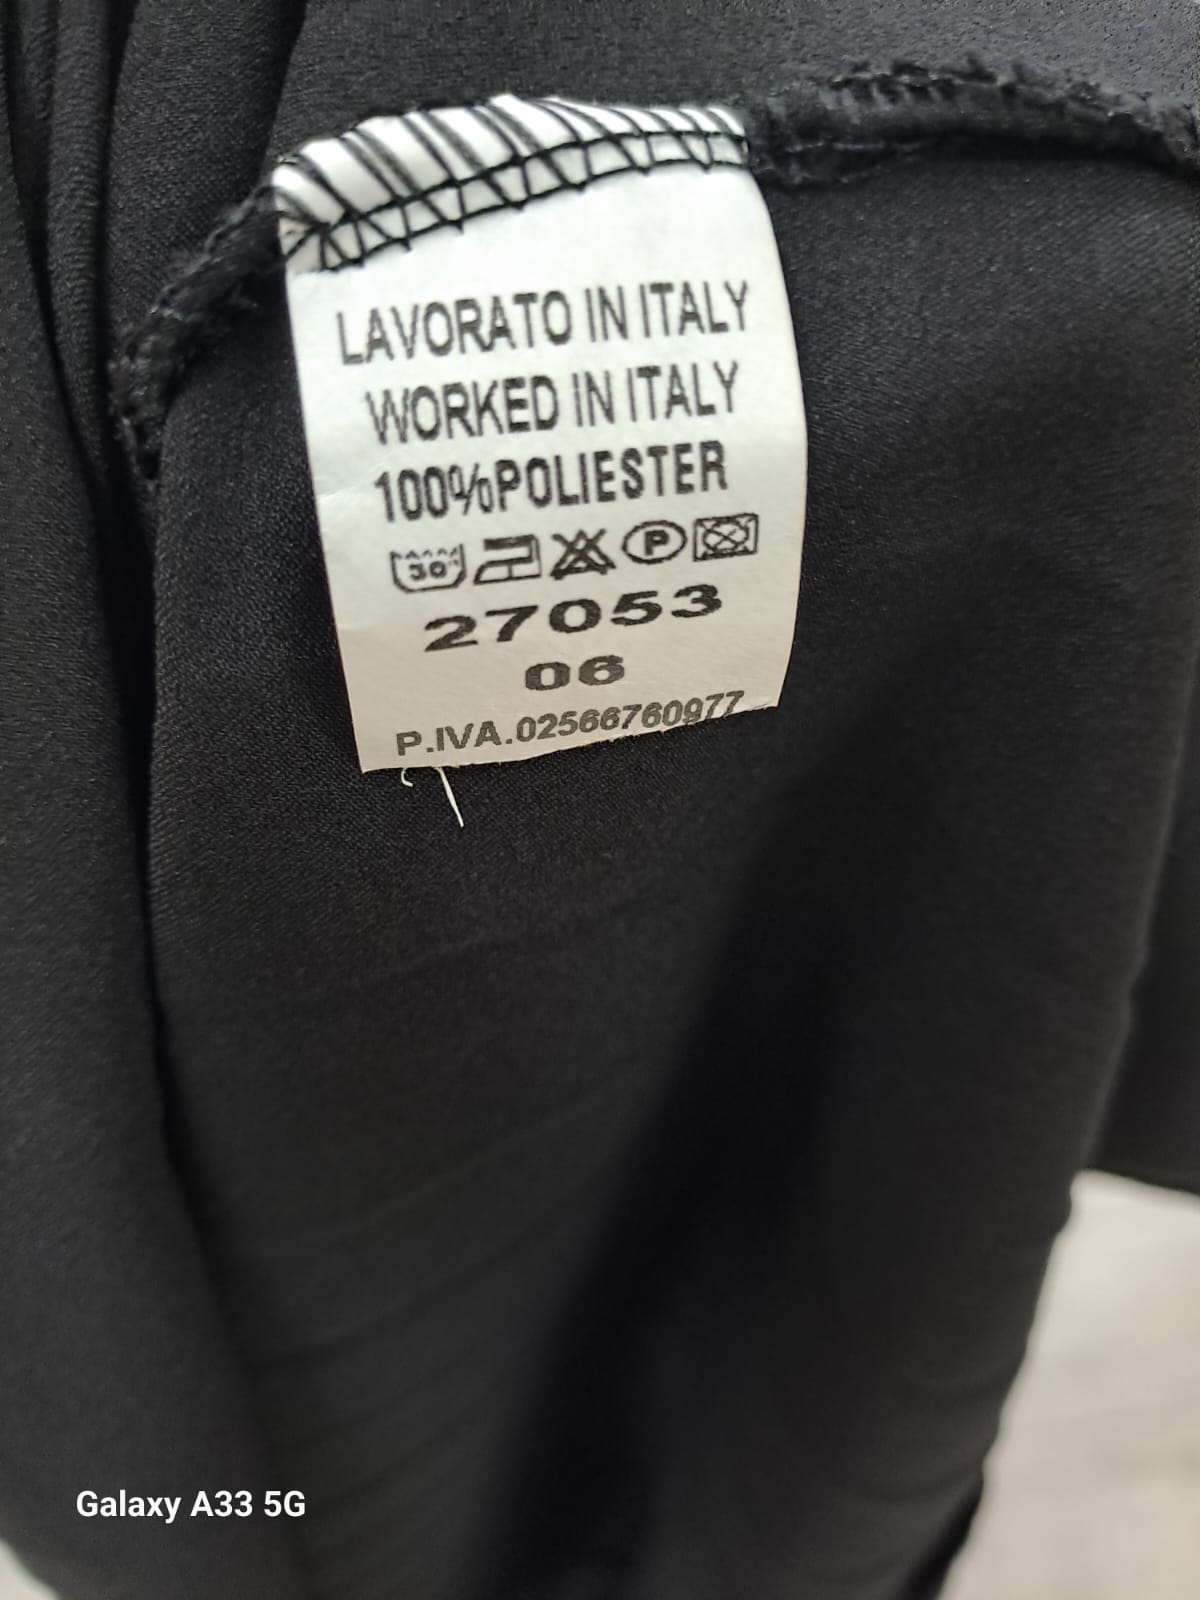 LAVORATO IN ITALY
WORKED IN ITALY
100%POLIESTER
30° P
27053
06
P.IVA.02566760977
Galaxy A33 5G